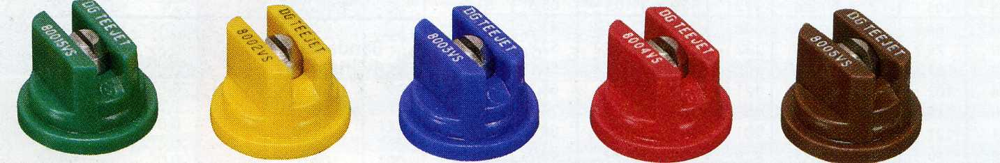 DG TEEJET
80015VS
DG TEEJET
8002VS
DG TEEJET
8003VS
DG TEEJET
8004VS
DG TEEJET
8005VS